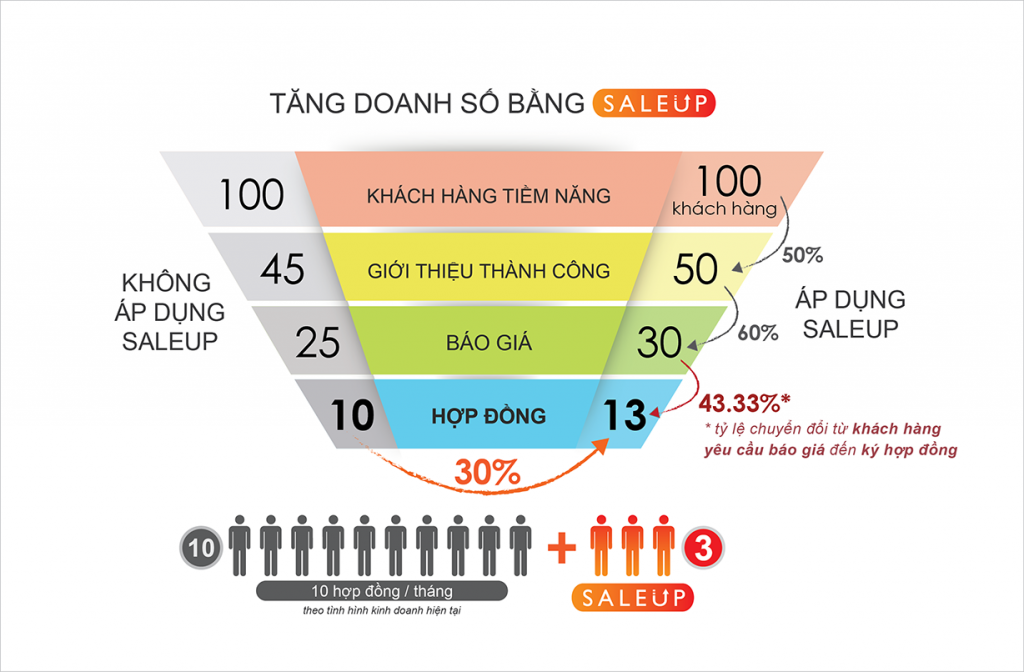 TĂNG DOANH SỐ BẰNG SALEUP
100 KHÁCH HÀNG TIỀM NĂNG 100
khách hàng
50%
45 GIỚI THIỆU THÀNH CÔNG 50
KHÔNG
ÁP DỤNG
SALEUP
ÁP DỤNG
SALEUP
60%
25 BÁO GIÁ 30
43.33%*
10 HỢP ĐỒNG 13
* tỷ lệ chuyển đổi từ khách hàng
yêu cầu báo giá đến ký hợp đồng
30%
10 + 3
10 hợp đồng / tháng
SALEUP
theo tình hình kinh doanh hiện tại